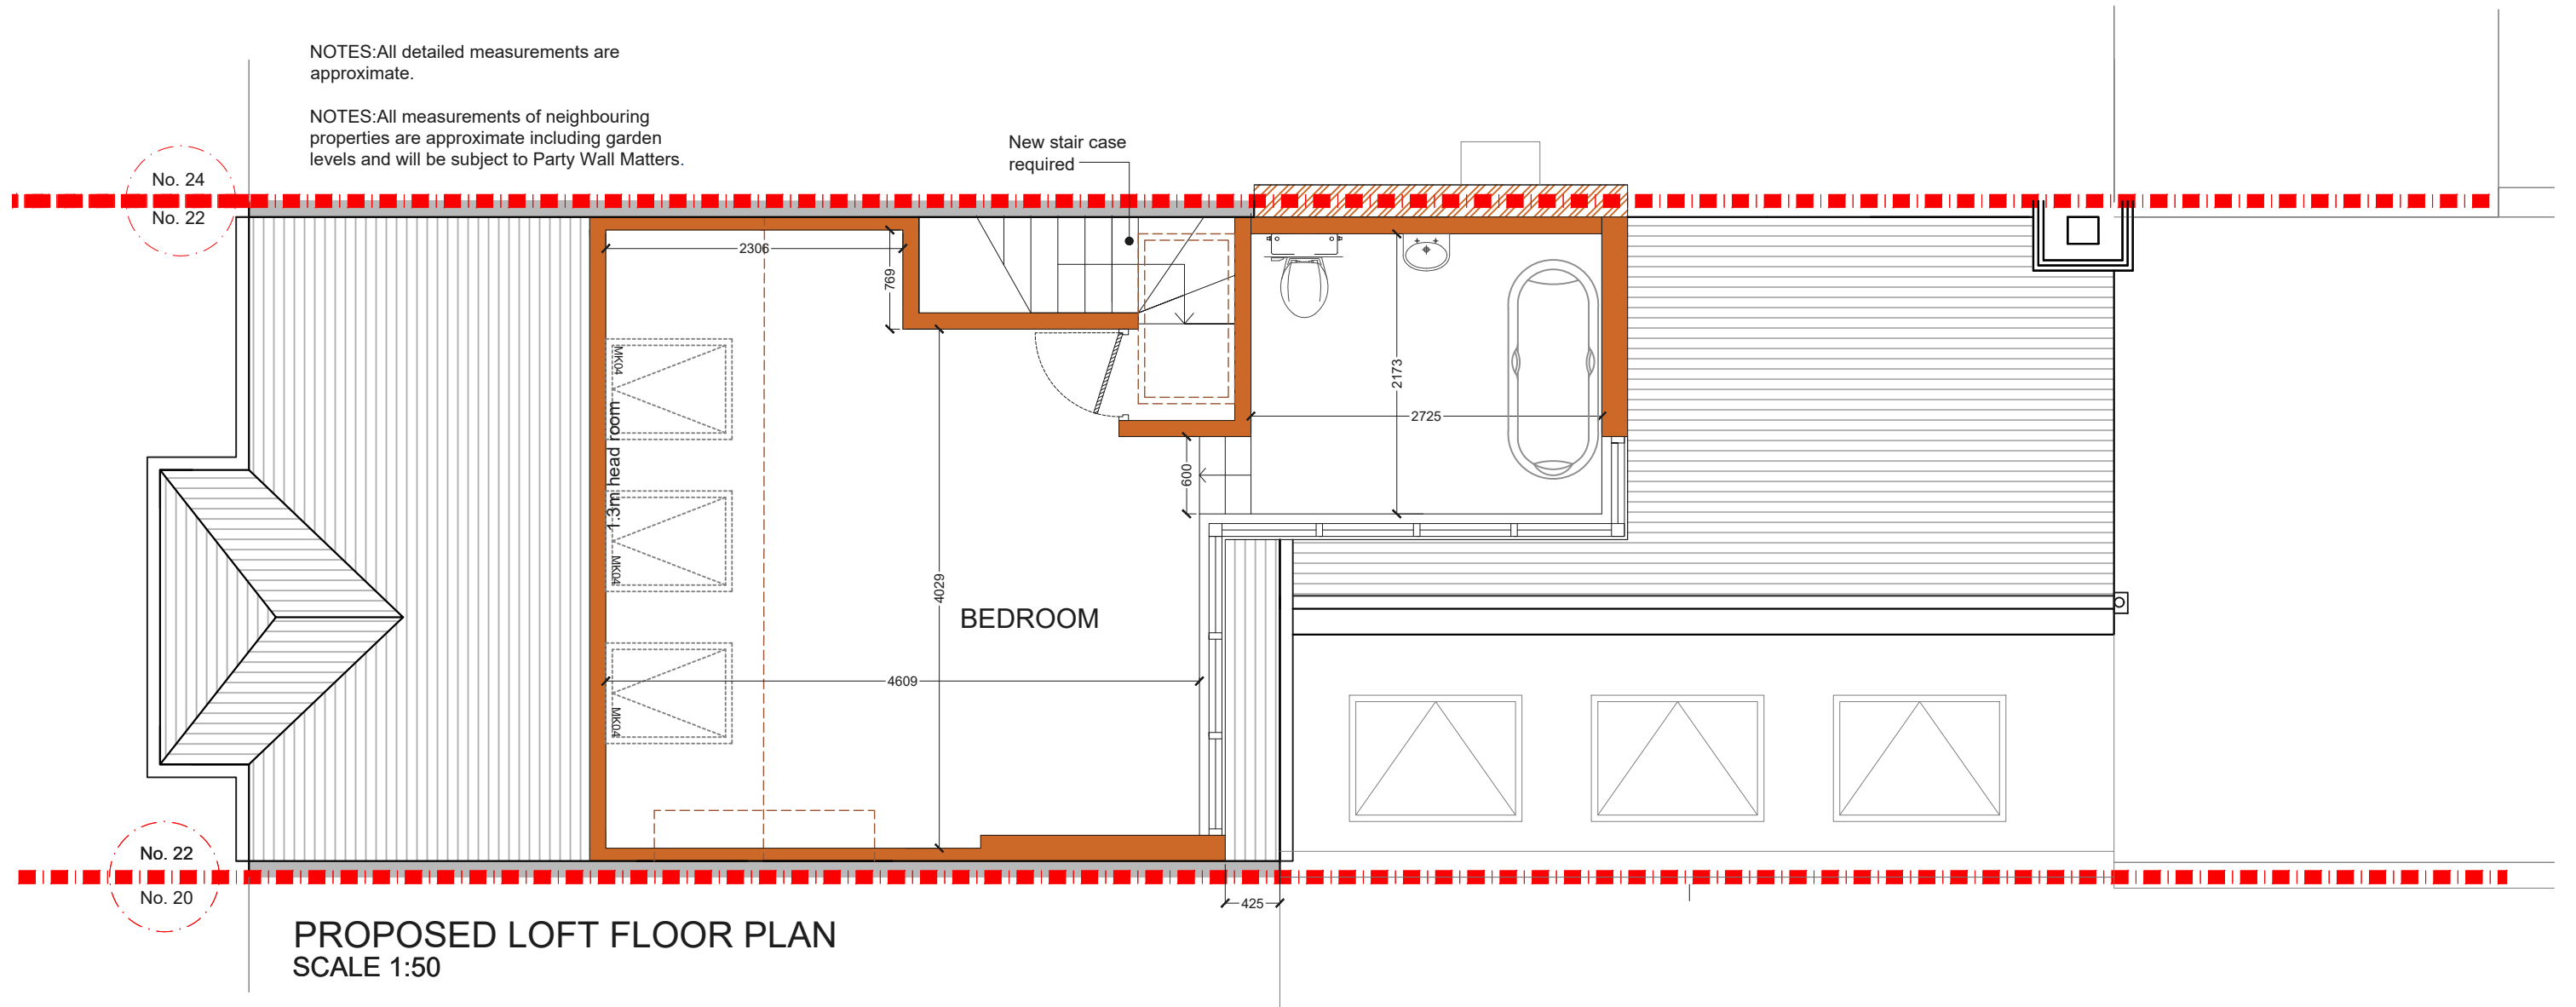 NOTES:All detailed measurements are
approximate.
NOTES:All measurements of neighbouring
properties are approximate including garden
levels and will be subject to Party Wall Matters.
New stair case
required
No. 24
No. 22
2306
769
MK04
1.3m head room
2173
2725
600
MK04
4029
BEDROOM
4609
MK04
No. 22
No. 20
425
PROPOSED LOFT FLOOR PLAN
SCALE 1:50